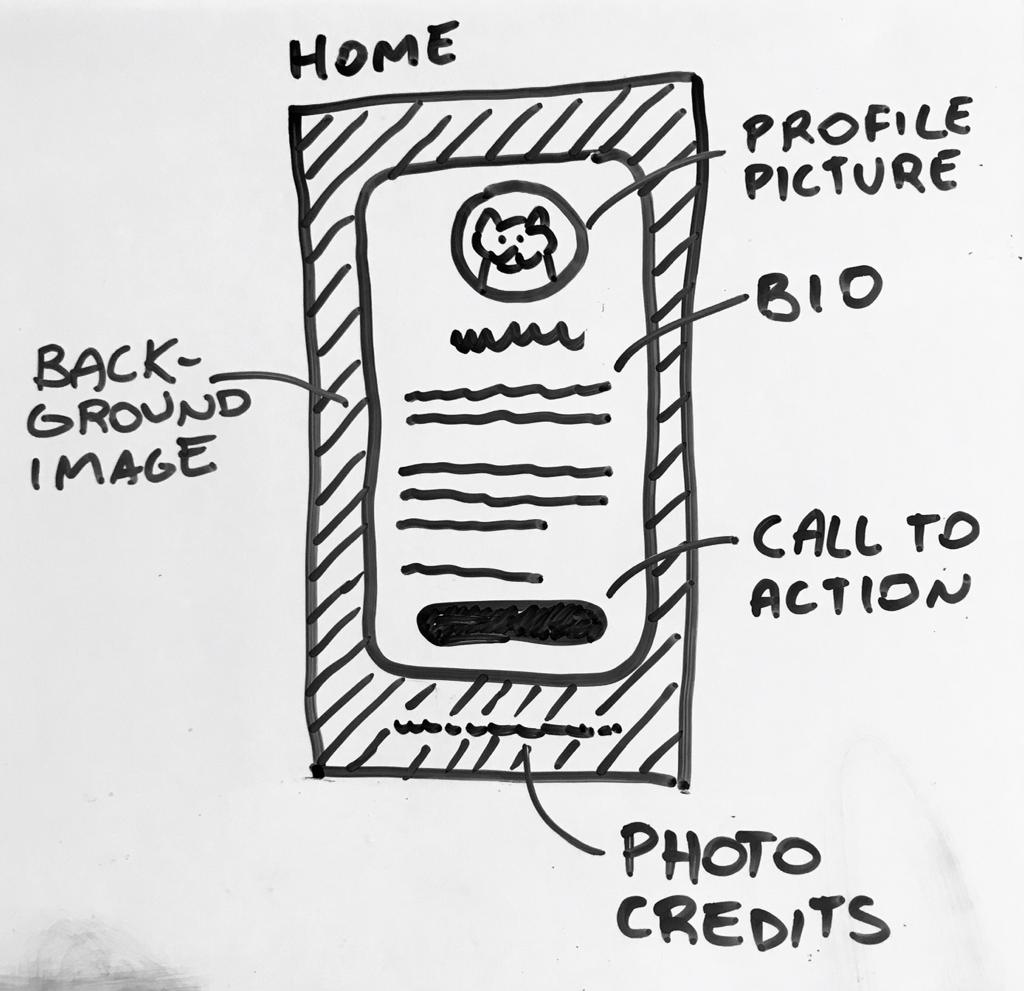 HOME
PROFILE
PICTURE
BIO
BACK-
GROUND
IMAGE
CALL TO
ACTION
PHOTO
CREDITS